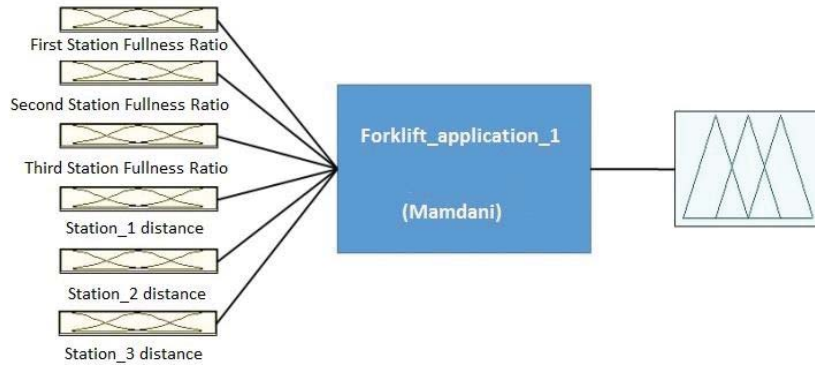 First Station Fullness Ratio
Second Station Fullness Ratio
Third Station Fullness Ratio
Station_1 distance
Station_2 distance
Station_3 distance
Forklift_application_1
(Mamdani)